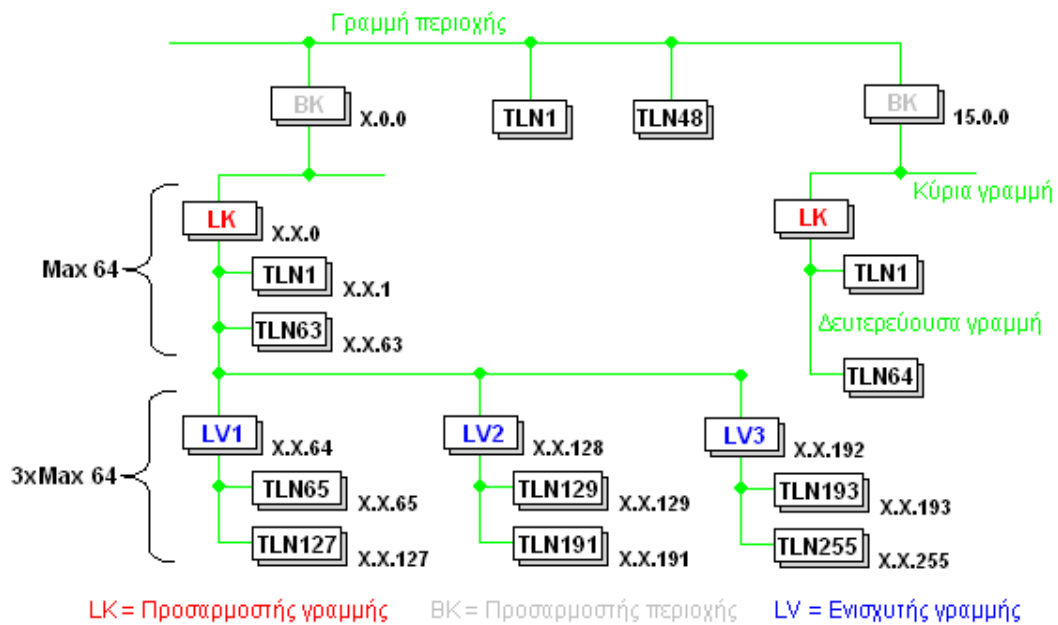 Γραμμή περιοχής
BK
X.0.0
TLN1
TLN48
BK
15.0.0
Κύρια γραμμή
Max 64
LK
X.X.0
TLN1
X.X.1
TLN63
X.X.63
LK
TLN1
Δευτερεύουσα γραμμή
TLN64
3xMax 64
LV1
X.X.64
TLN65
X.X.65
TLN127
X.X.127
LV2
X.X.128
TLN129
X.X.129
TLN191
X.X.191
LV3
X.X.192
TLN193
X.X.193
TLN255
X.X.255
LK = Προσαρμοστής γραμμής BK = Προσαρμοστής περιοχής LV = Ενισχυτής γραμμής